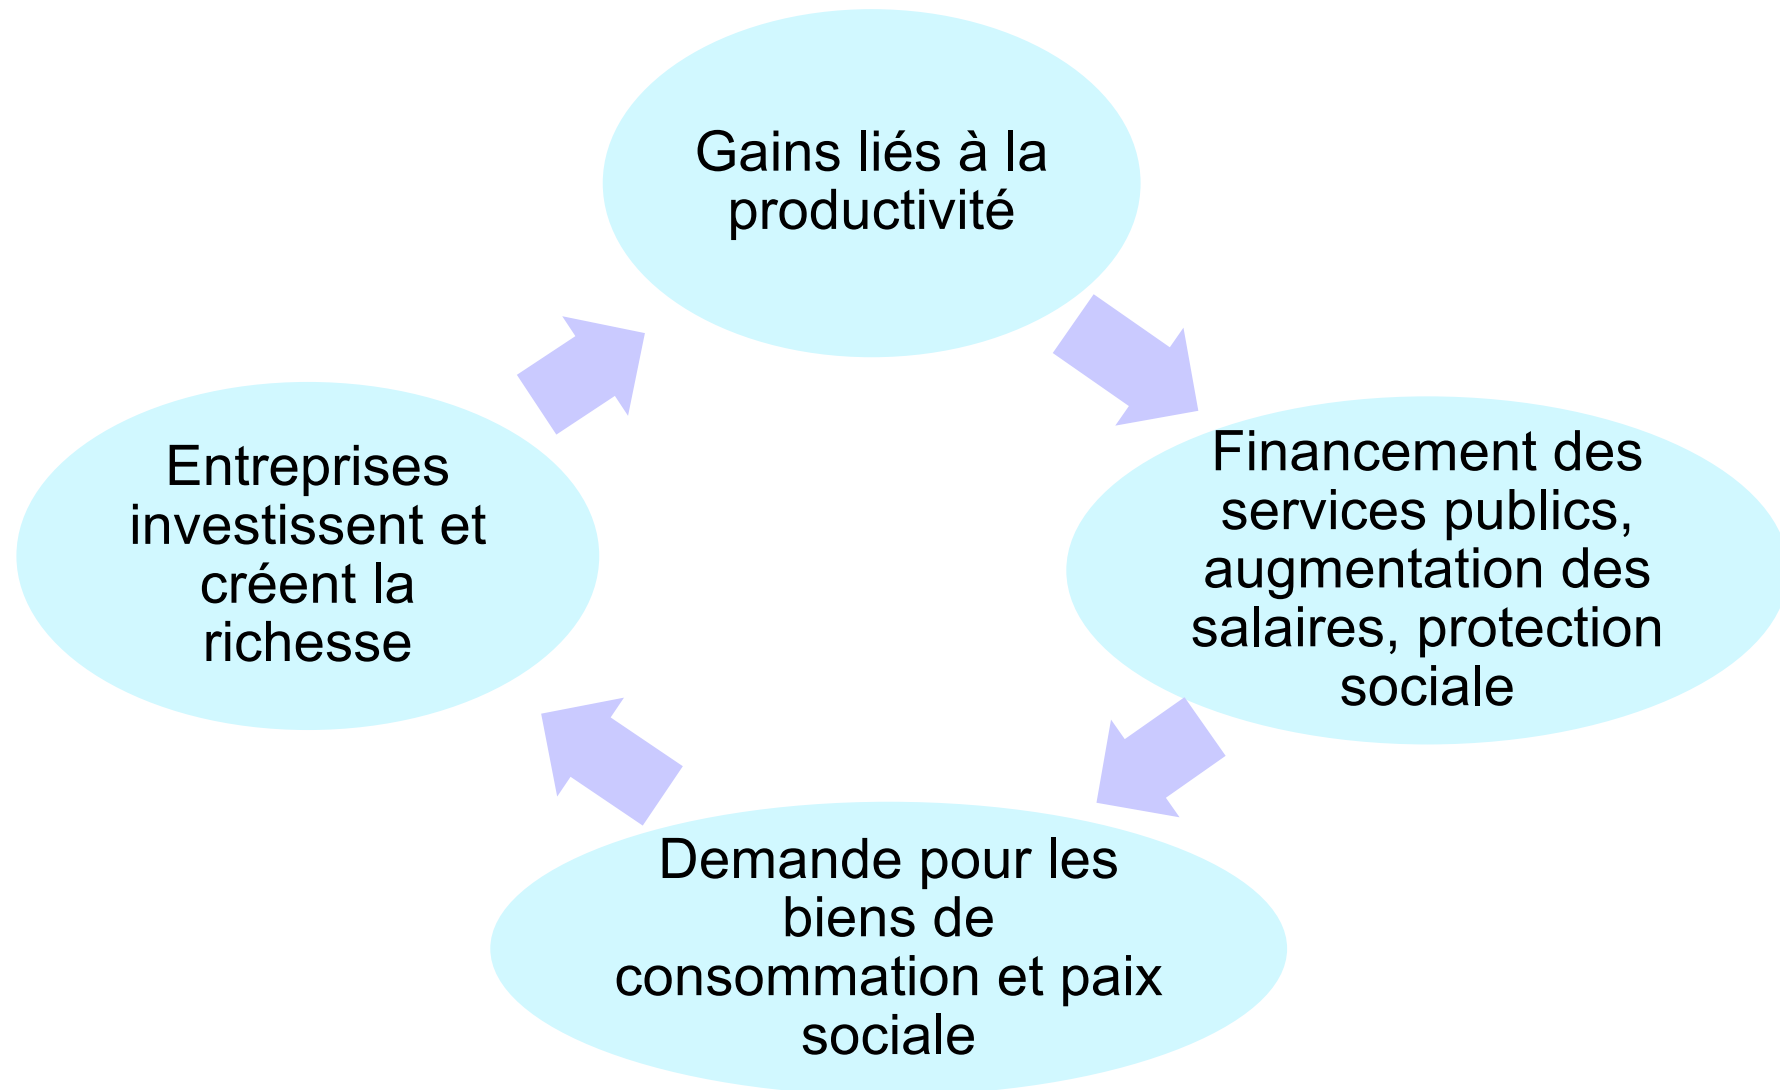 Gains liés à la
productivité
Financement des
services publics,
augmentation des
salaires, protection
sociale
Demande pour les
biens de
consommation et paix
sociale
Entreprises
investissent et
créent la
richesse